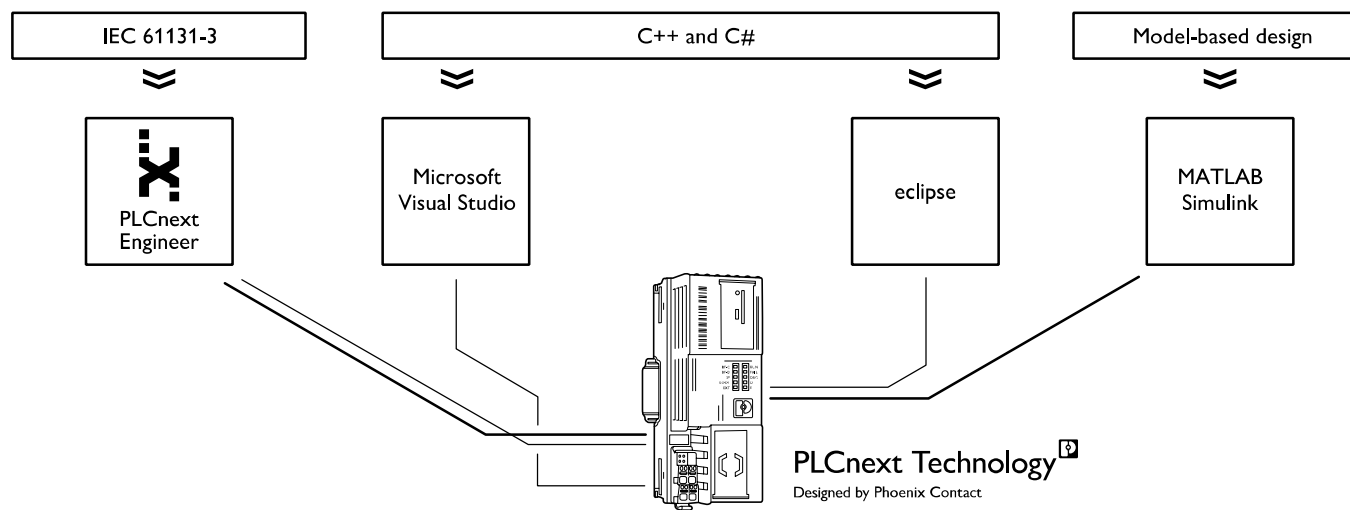 IEC 61131-3
C++ and C#
Model-based design
PLCnext
Engineer
Microsoft
Visual Studio
eclipse
MATLAB
Simulink
PLCnext Technology
Designed by Phoenix Contact